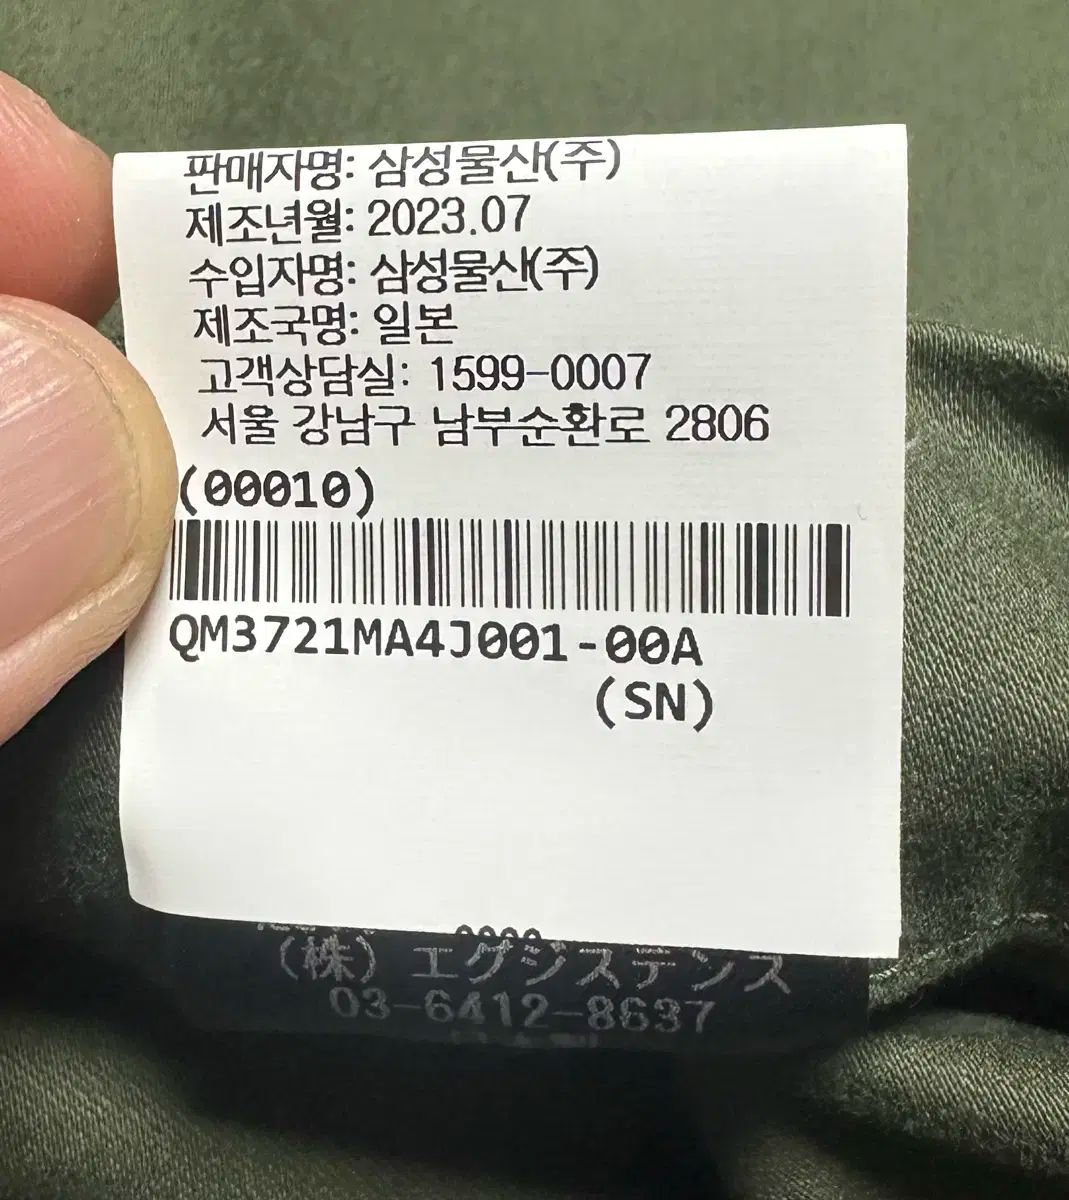 판매자명: 삼성물산(주)
제조년월: 2023.07
수입자명: 삼성물산(주)
제조국명: 일본
고객상담실: 1599-0007
서울 강남구 남부순환로 2806
(00010)
QM3721MA4J001-00A
(SN)
(株) エグジステンス
03-6412-8637